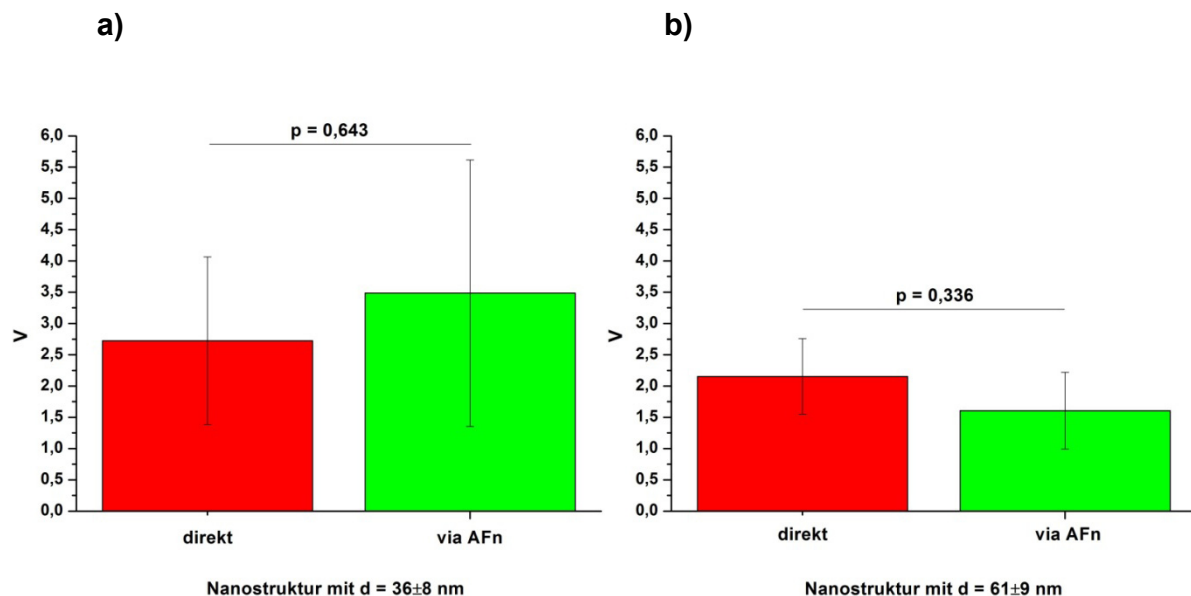 a)
b)
p = 0,643
6,0
5,5
5,0
4,5
4,0
3,5
3,0
2,5
2,0
1,5
1,0
0,5
0,0
V
direkt
via AFn
Nanostruktur mit d = 36±8 nm
p = 0,336
6,0
5,5
5,0
4,5
4,0
3,5
3,0
2,5
2,0
1,5
1,0
0,5
0,0
V
direkt
via AFn
Nanostruktur mit d = 61±9 nm